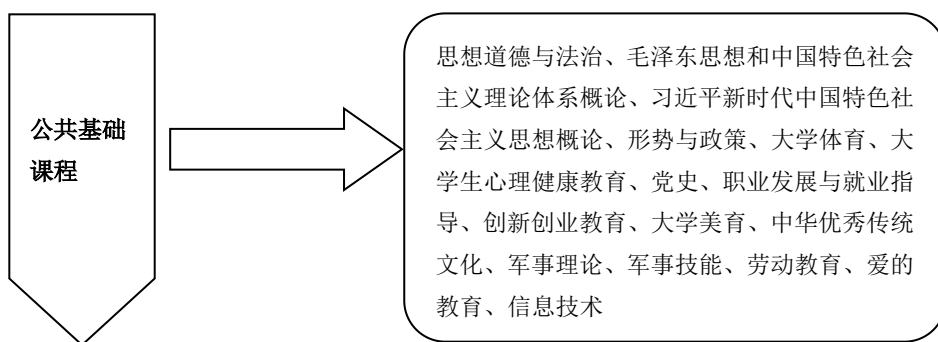 公共基础
课程
思想道德与法治、毛泽东思想和中国特色社会
主义理论体系概论、习近平新时代中国特色社
会主义思想概论、形势与政策、大学体育、大
学生心理健康教育、党史、职业发展与就业指
导、创新创业教育、大学美育、中华优秀传统
文化、军事理论、军事技能、劳动教育、爱的
教育、信息技术